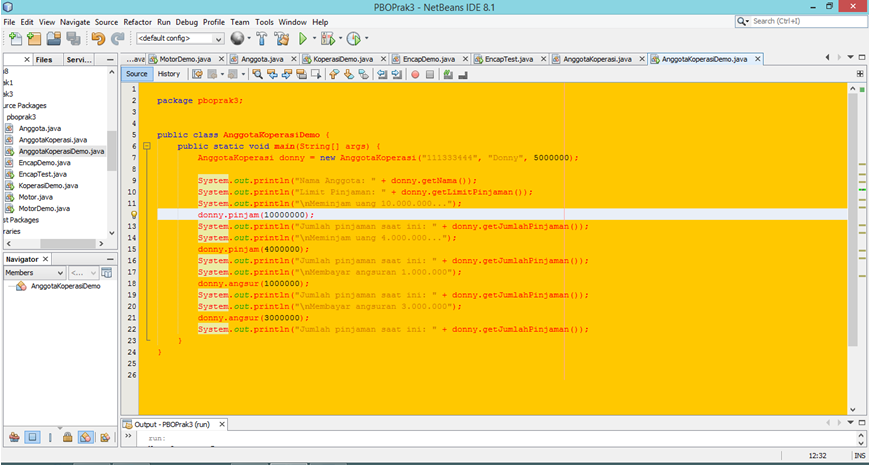 PBOPrak3 - NetBeans IDE 8.1
File Edit View Navigate Source Refactor Run Debug Profile Team Tools Window Help
Search (Ctrl+I)
<default config>
Files Servi...
...ava MotorDemo.java Anggota.java KoperasiDemo.java EncapDemo.java EncapTest.java AnggotaKoperasi.java AnggotaKoperasiDemo.java
Source History
urce Packages
pboprak3
Anggota.java
AnggotaKoperasi.java
AnggotaKoperasiDemo.java
EncapDemo.java
EncapTest.java
KoperasiDemo.java
Motor.java
MotorDemo.java
st Packages
raries
Navigator
Members <...
AnggotaKoperasiDemo
1
2 package pboprak3;
3
4
5 public class AnggotaKoperasiDemo {
6 public static void main(String[] args) {
7 AnggotaKoperasi donny = new AnggotaKoperasi("111333444", "Donny", 5000000);
8
9 System.out.println("Nama Anggota: " + donny.getNama());
10 System.out.println("Limit Pinjaman: " + donny.getLimitPinjaman());
11 System.out.println("\nMeminjam uang 10.000.000...");
donny.pinjam(10000000);
13 System.out.println("Jumlah pinjaman saat ini: " + donny.getJumlahPinjaman());
14 System.out.println("\nMeminjam uang 4.000.000...");
15 donny.pinjam(4000000);
16 System.out.println("Jumlah pinjaman saat ini: " + donny.getJumlahPinjaman());
17 System.out.println("\nMembayar angsuran 1.000.000");
18 donny.angsur(1000000);
19 System.out.println("Jumlah pinjaman saat ini: " + donny.getJumlahPinjaman());
20 System.out.println("\nMembayar angsuran 3.000.000");
21 donny.angsur(3000000);
22 System.out.println("Jumlah pinjaman saat ini: " + donny.getJumlahPinjaman());
23 }
24 }
25
26
Output - PBOPrak3 (run)
run:
12:32 INS